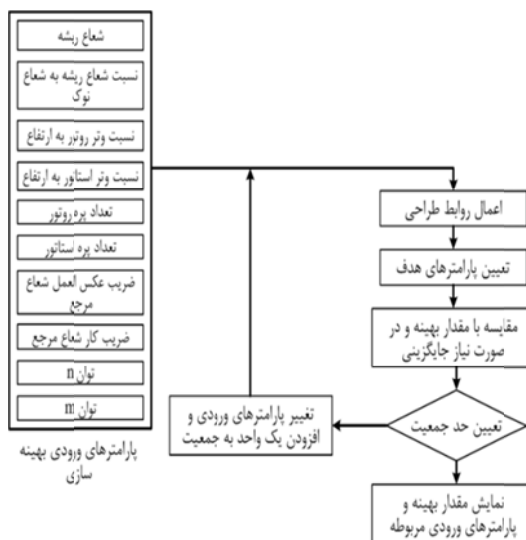 شعاع ریشه
نسبت شعاع ریشه به شعاع
نوک
نسبت وتر روتور به ارتفاع
نسبت وتر استاتور به ارتفاع
تعداد پره روتور
تعداد پره ستاتور
ضریب عکس العمل شعاع
مرجع
ضریب کار شعاع مرجع
توان n
توان m
پارامترهای ورودی بهینه
سازی
اعمال روابط طراحی
تعیین پارامترهای هدف
مقایسه با مقدار بهینه و در
صورت نیاز جایگزینی
تعیین حد جمعیت
تغییر پارامترهای ورودی و
افزودن یک واحد به جمعیت
نمایش مقدار بهینه و
پارامترهای ورودی مربوطه